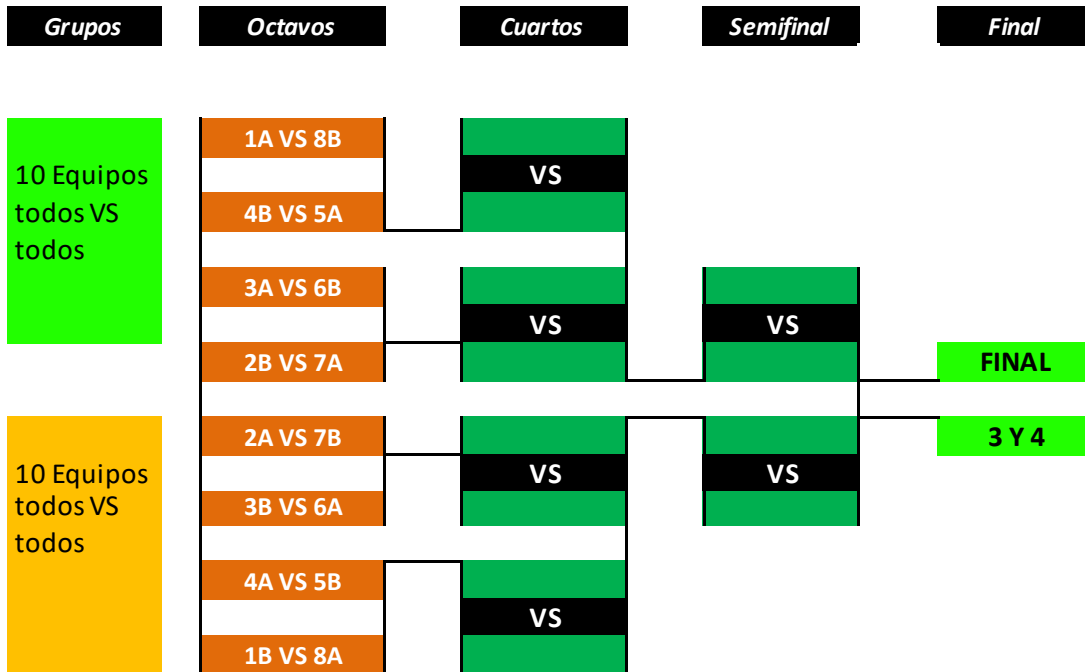 Grupos
Octavos
Cuartos
Semifinal
Final
10 Equipos
todos VS
todos
10 Equipos
todos VS
todos
1A VS 8B
4B VS 5A
3A VS 6B
2B VS 7A
2A VS 7B
3B VS 6A
4A VS 5B
1B VS 8A
VS
VS
VS
VS
VS
VS
FINAL
3 Y 4